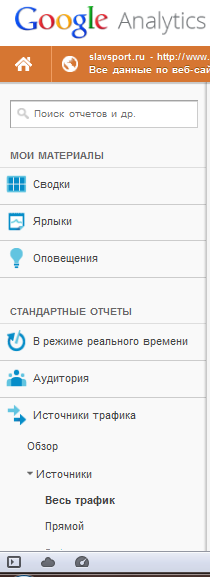 Google Analytics
slavsport.ru - http://www.
Все данные по веб-сай
Поиск отчетов и др.
МОИ МАТЕРИАЛЫ
Сводки
Ярлыки
Оповещения
СТАНДАРТНЫЕ ОТЧЕТЫ
В режиме реального времени
Аудитория
Источники трафика
Обзор
Источники
Весь трафик
Прямой